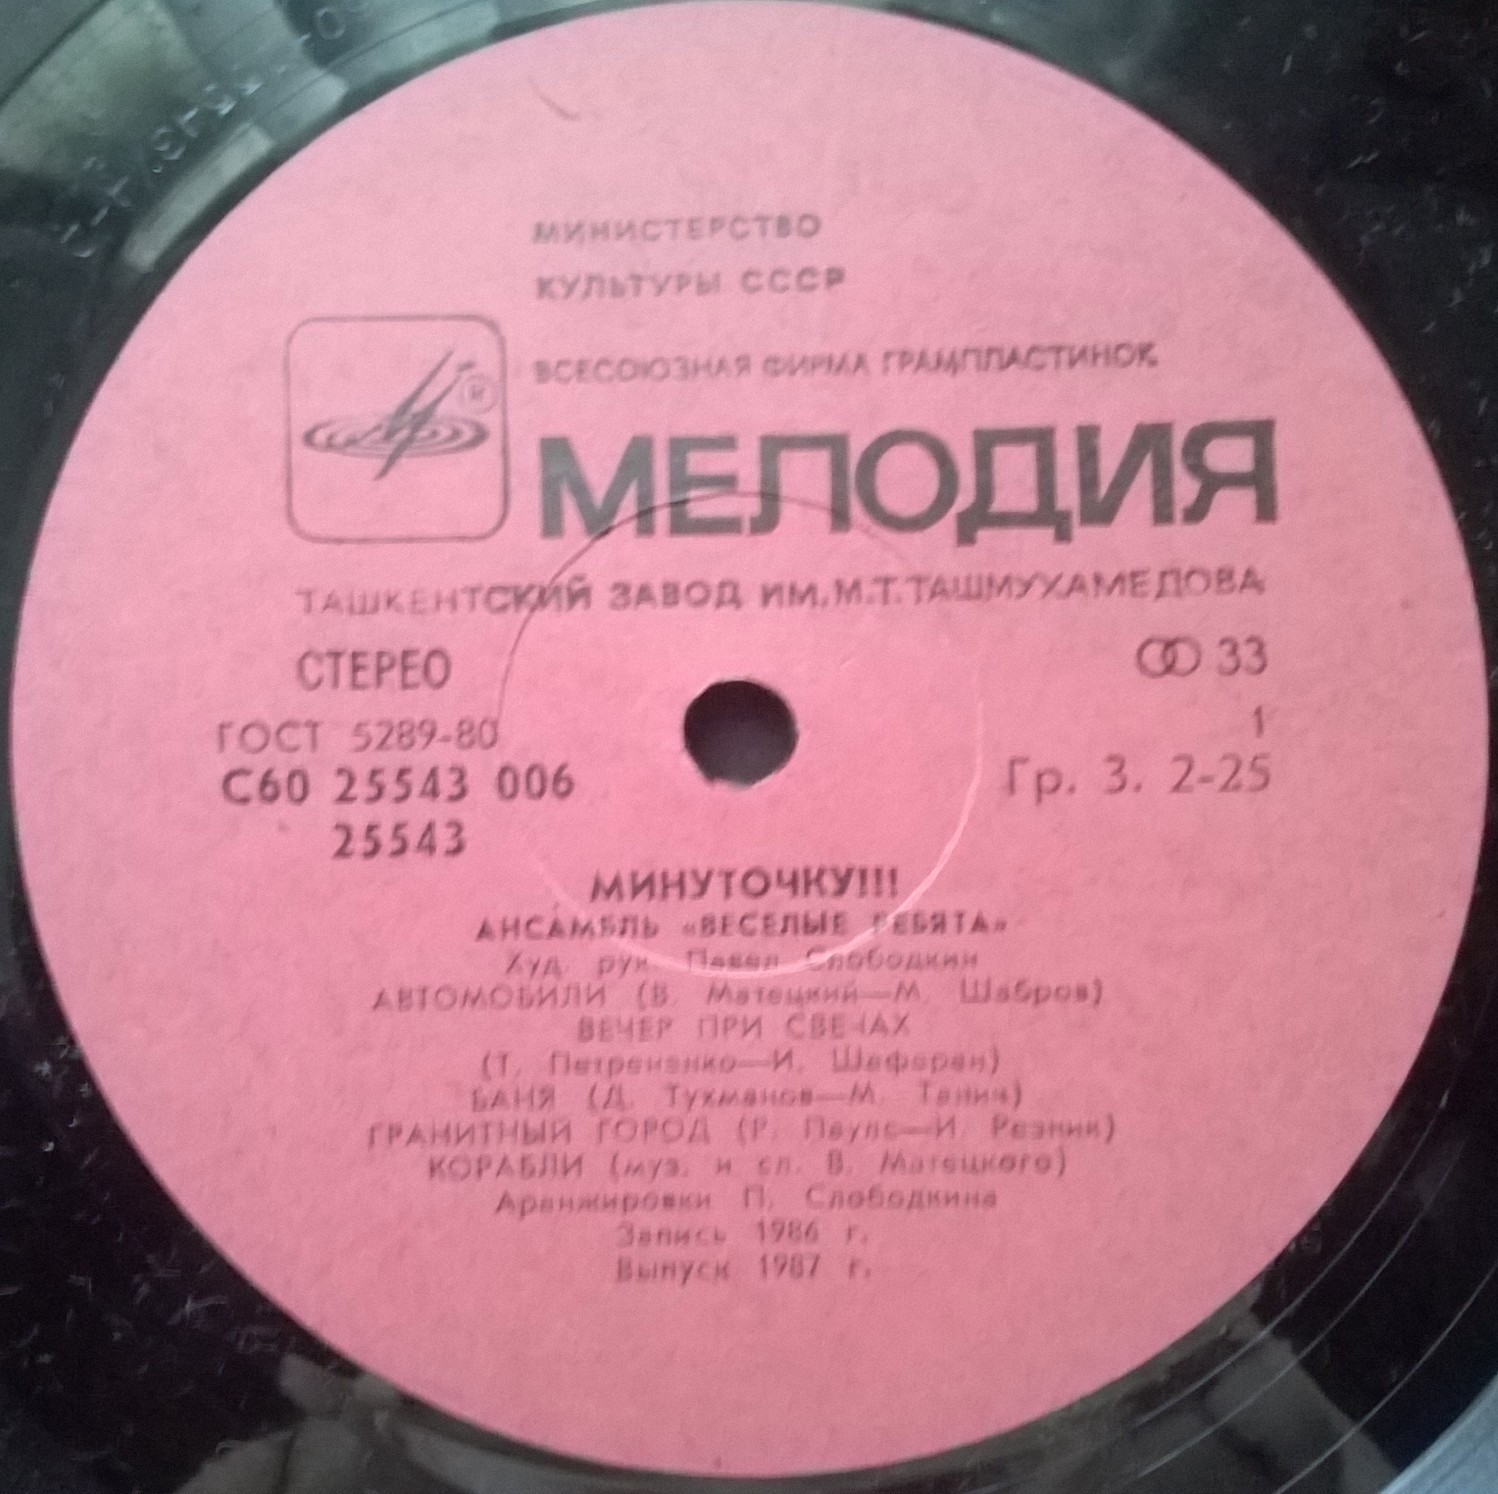 МИНИСТЕРСТВО
КУЛЬТУРЫ СССР
ВСЕСОЮЗНАЯ ФИРМА ГРАМПЛАСТИНОК
®
МЕЛОДИЯ
ТАШКЕНТСКИЙ ЗАВОД ИМ. М.Т.ТАШМУХАМЕДОВА
СТЕРЕО 33
ГОСТ 5289-80 1
С60 25543 006 Гр. 3. 2-25
25543
МИНУТОЧКУ!!!
АНСАМБЛЬ «ВЕСЕЛЫЕ РЕБЯТА»
Худ. рук. Павел Слободкин
АВТОМОБИЛИ (В. Матецкий—М. Шабров)
ВЕЧЕР ПРИ СВЕЧАХ
(Т. Петрененко—И. Шаферан)
БАНЯ (Д. Тухманов—М. Танич)
ГРАНИТНЫЙ ГОРОД (Р. Паулс—И. Резник)
КОРАБЛИ (муз. и сл. В. Матецкого)
Аранжировки П. Слободкина
Запись 1986 г.
Выпуск 1987 г.